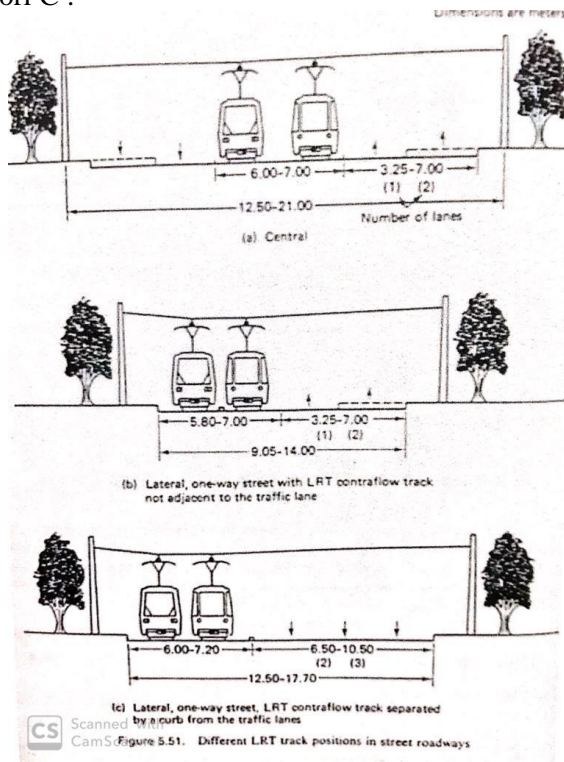 on C .
Dimensions are meters
6.00-7.00 3.25-7.00
(1) (2)
12.50-21.00 Number of lanes
(a) Central
5.80-7.00 3.25-7.00
(1) (2)
9.05-14.00
(b) Lateral, one-way street with LRT contraflow track
not adjacent to the traffic lane
6.00-7.20 6.50-10.50
(2) (3)
12.50-17.70
(c) Lateral, one-way street, LRT contraflow track separated
by a curb from the traffic lanes
CS Scanned with
CamScanner
Figure 5.51. Different LRT track positions in street roadways